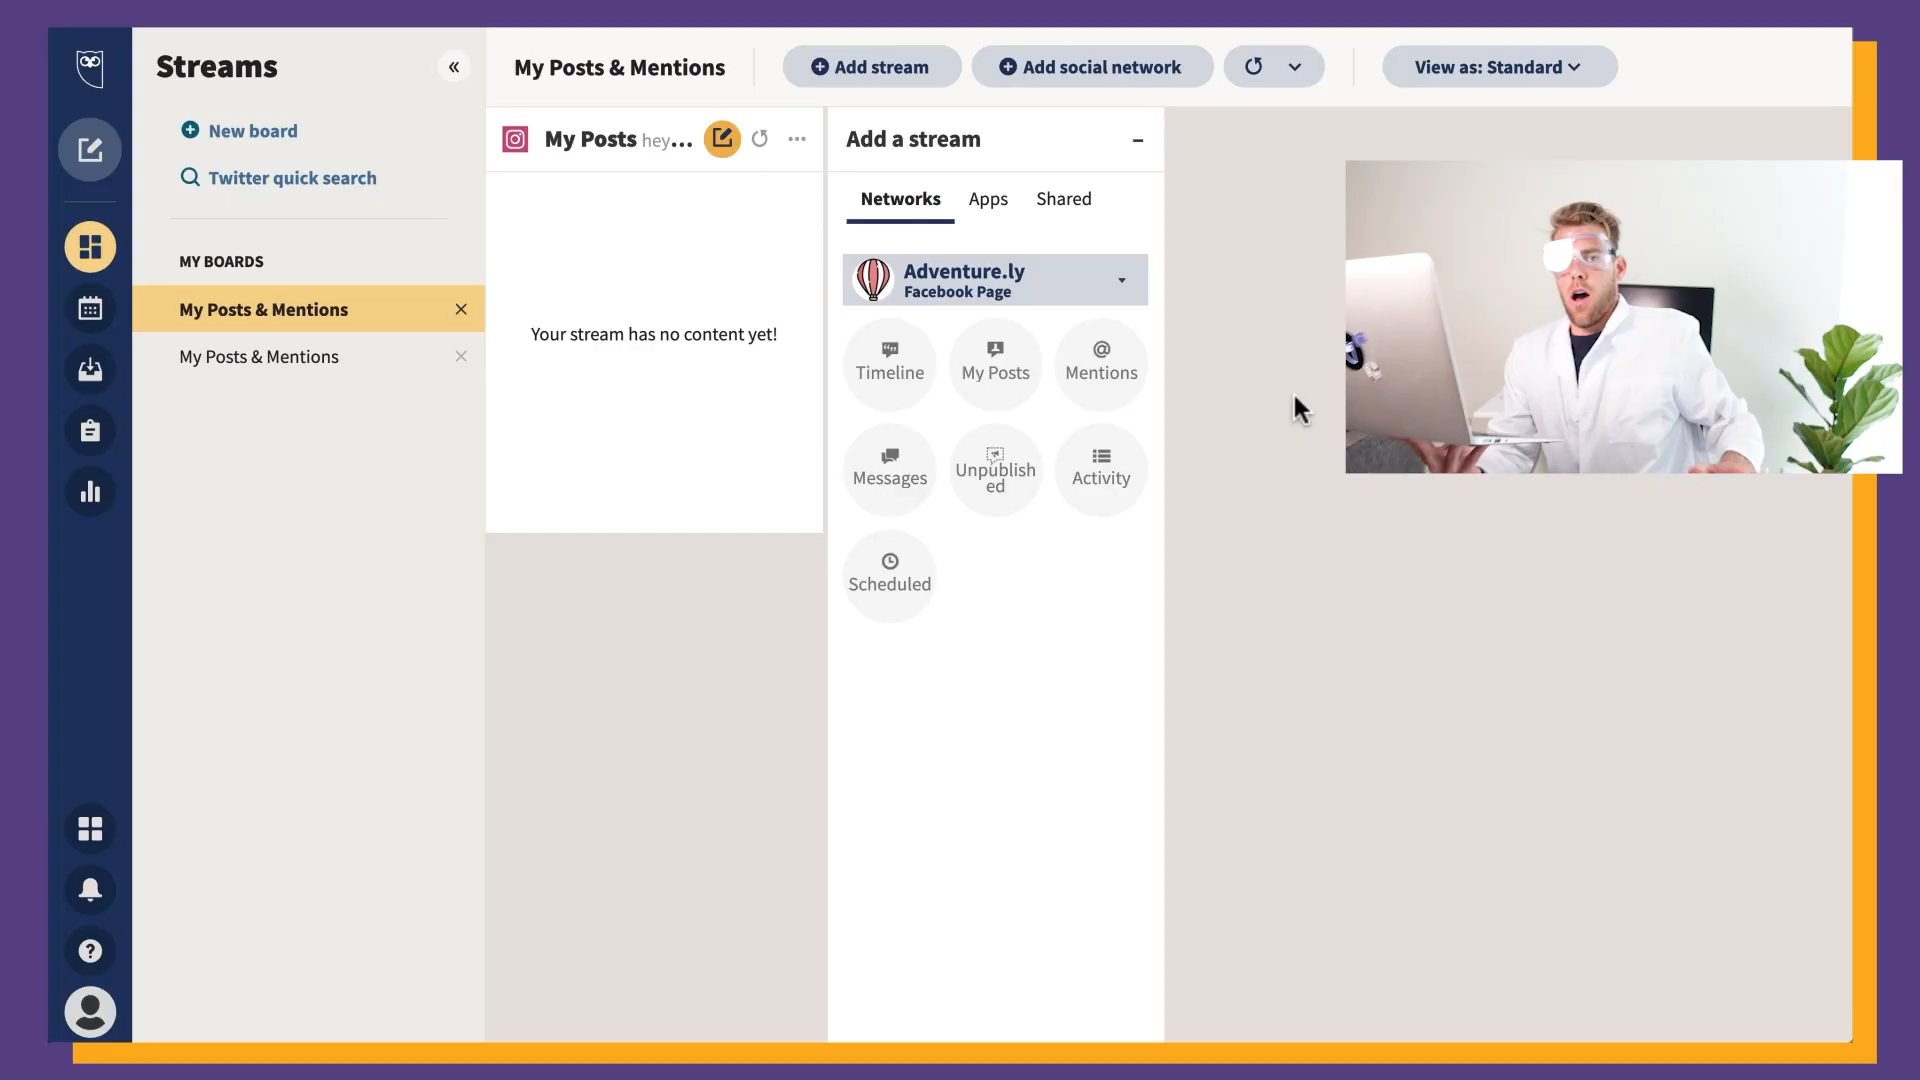 Streams
«
New board
Twitter quick search
MY BOARDS
My Posts & Mentions
My Posts & Mentions
My Posts & Mentions
Add stream
Add social network
View as: Standard
My Posts hey...
Your stream has no content yet!
Add a stream
Networks
Apps
Shared
Adventure.ly
Facebook Page
Timeline
My Posts
@
Mentions
Messages
Unpublish
ed
Activity
Scheduled
?